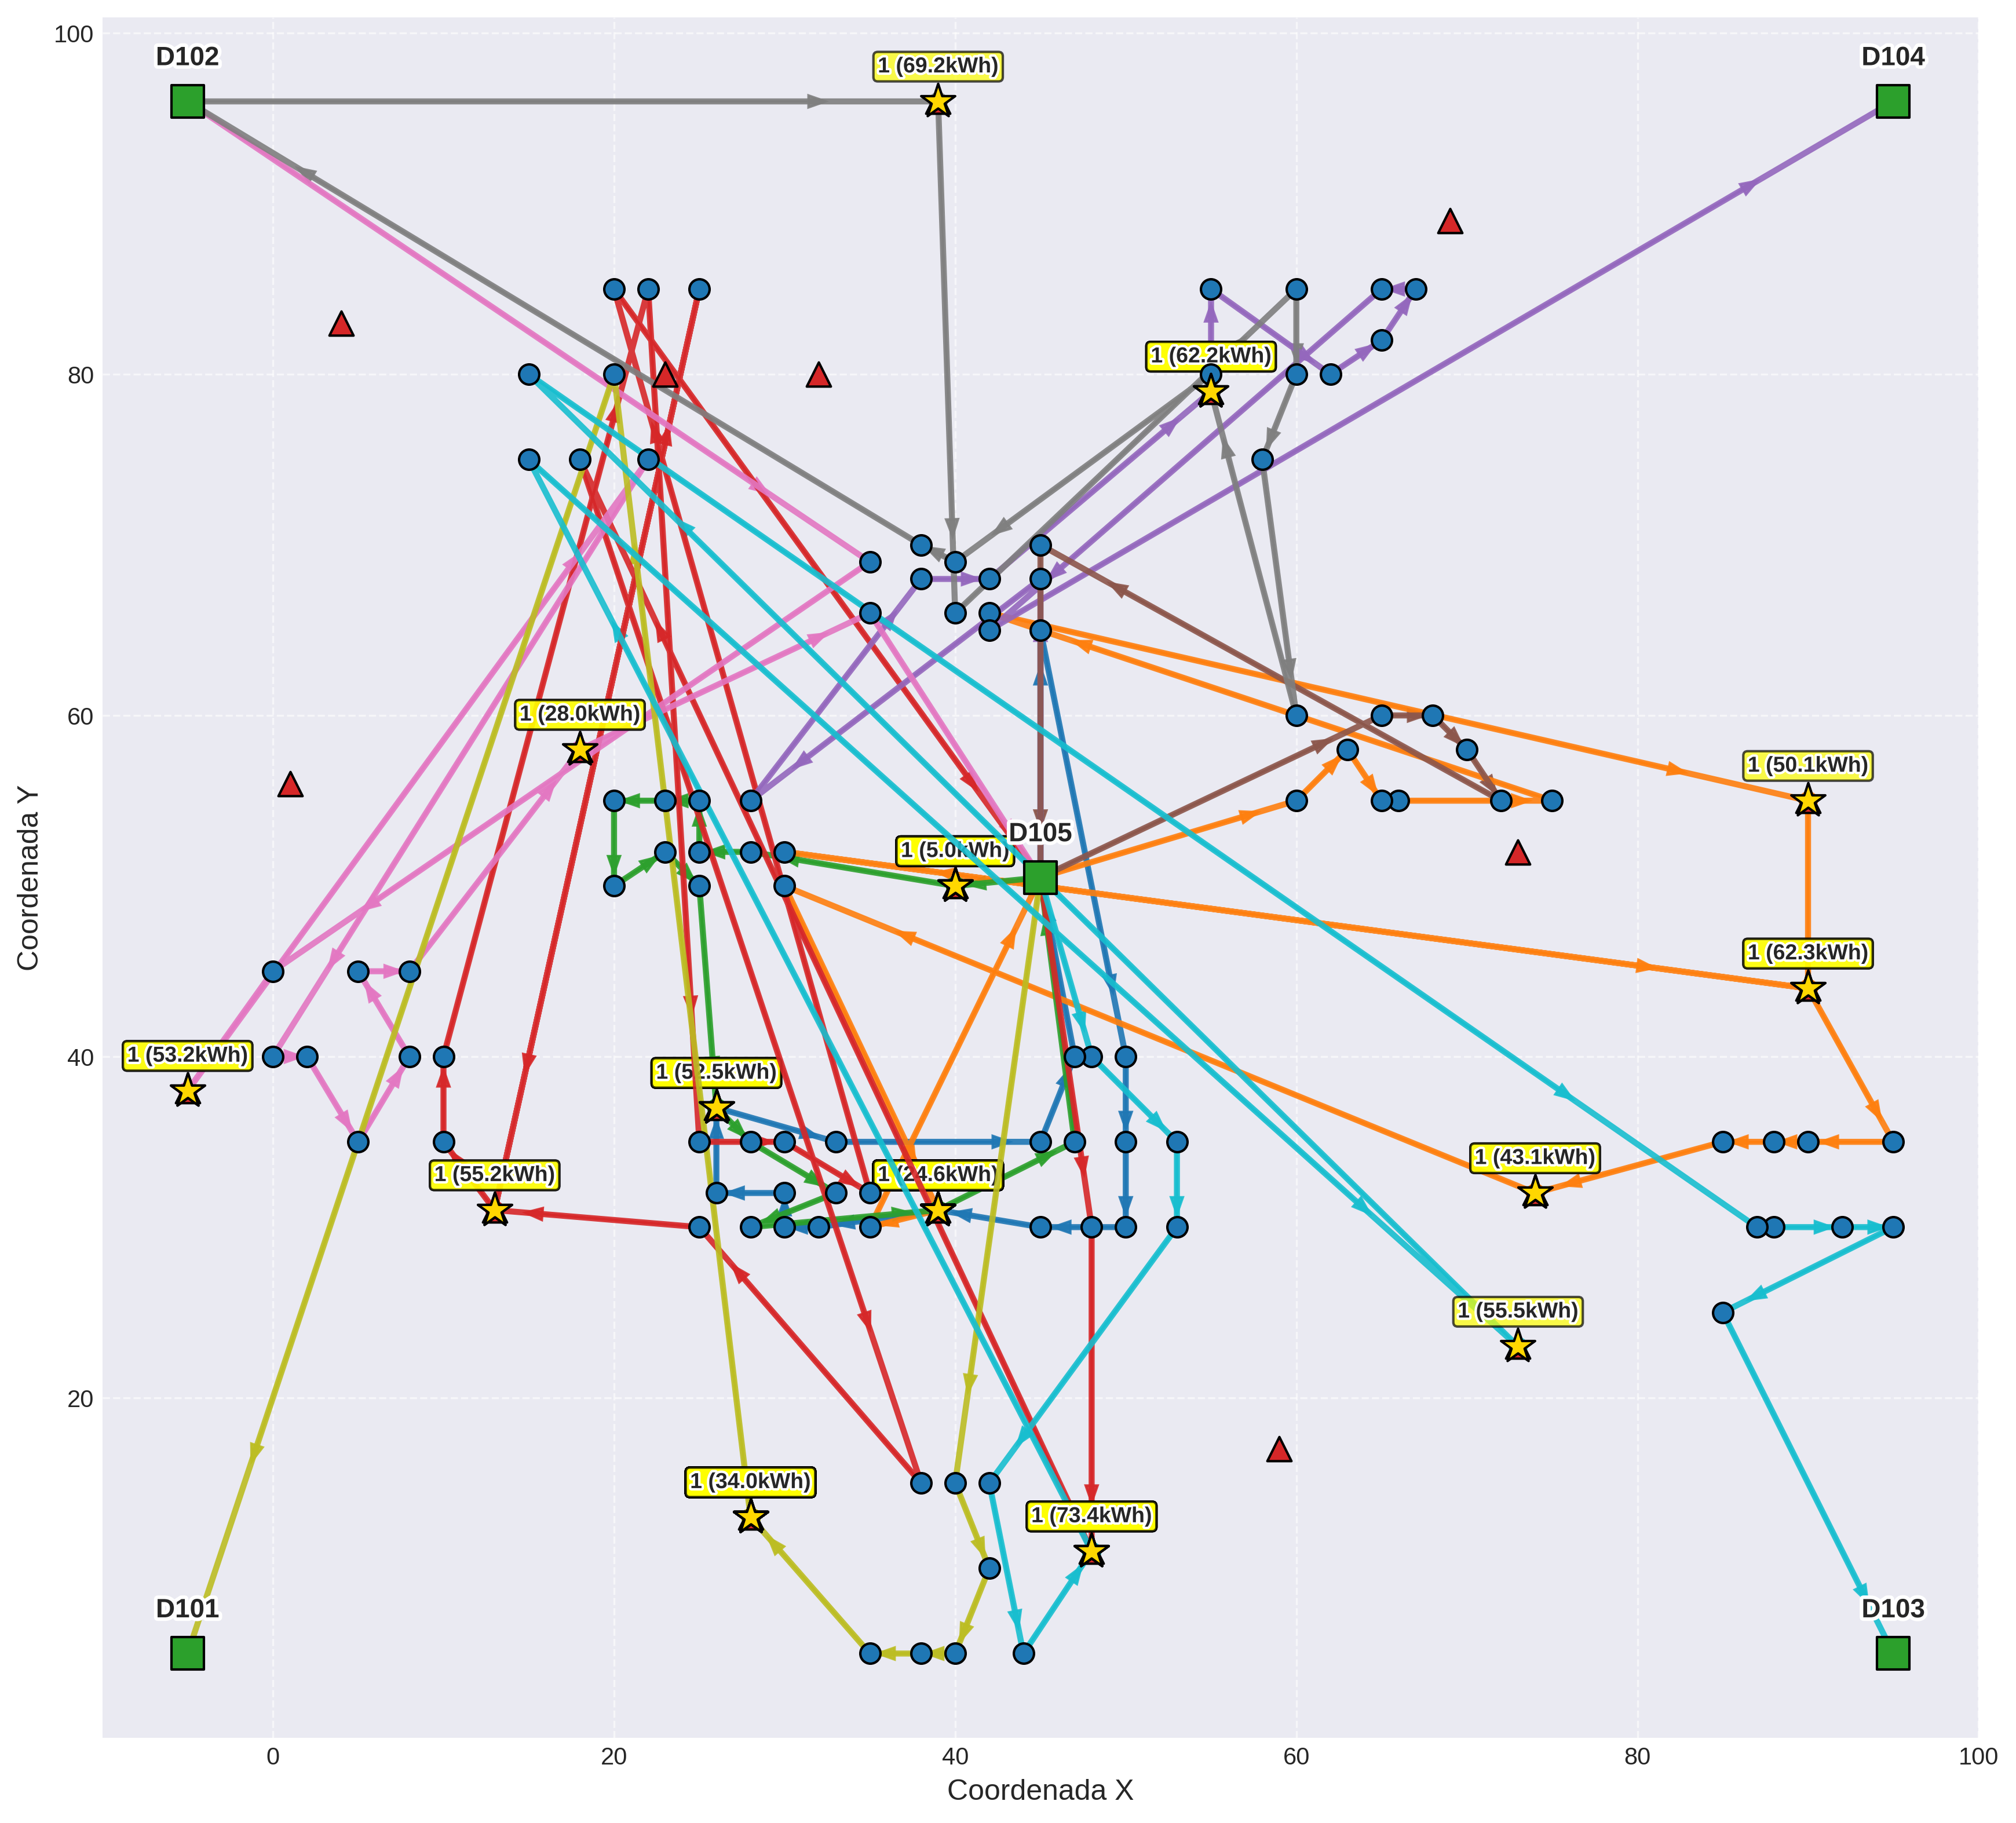 100
D102
D104
1 (69.2kWh)
80
1 (62.2kWh)
60
1 (28.0kWh)
1 (50.1kWh)
D105
1 (5.0kWh)
1 (62.3kWh)
40
1 (53.2kWh)
1 (52.5kWh)
1 (55.2kWh)
1 (24.6kWh)
1 (43.1kWh)
1 (55.5kWh)
20
1 (34.0kWh)
1 (73.4kWh)
D101
D103
0
20
40
60
80
100
Coordenada X
Coordenada Y